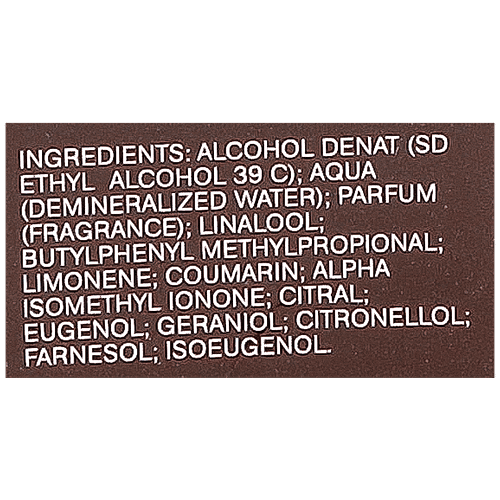 INGREDIENTS: ALCOHOL DENAT (SD
ETHYL ALCOHOL 39 C); AQUA
(DEMINERALIZED WATER); PARFUM
(FRAGRANCE); LINALOOL;
BUTYLPHENYL METHYLPROPIONAL;
LIMONENE; COUMARIN; ALPHA
ISOMETHYL IONONE; CITRAL;
EUGENOL; GERANIOL; CITRONELLOL;
FARNESOL; ISOEUGENOL.